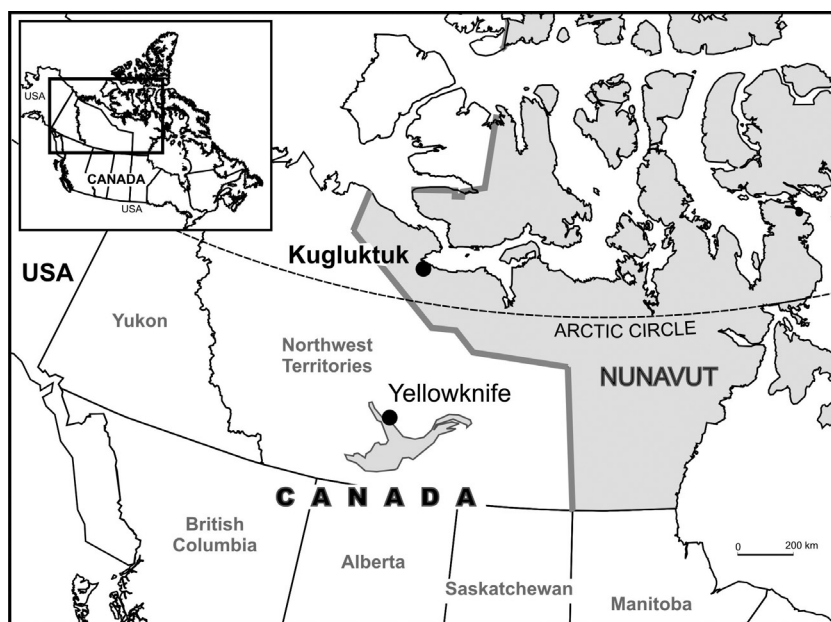 USA
CANADA
USA
USA
Kugluktuk
Yukon
ARCTIC CIRCLE
Northwest
Territories
NUNAVUT
Yellowknife
CANADA
British
Columbia
Alberta
Saskatchewan
Manitoba
0 200 km